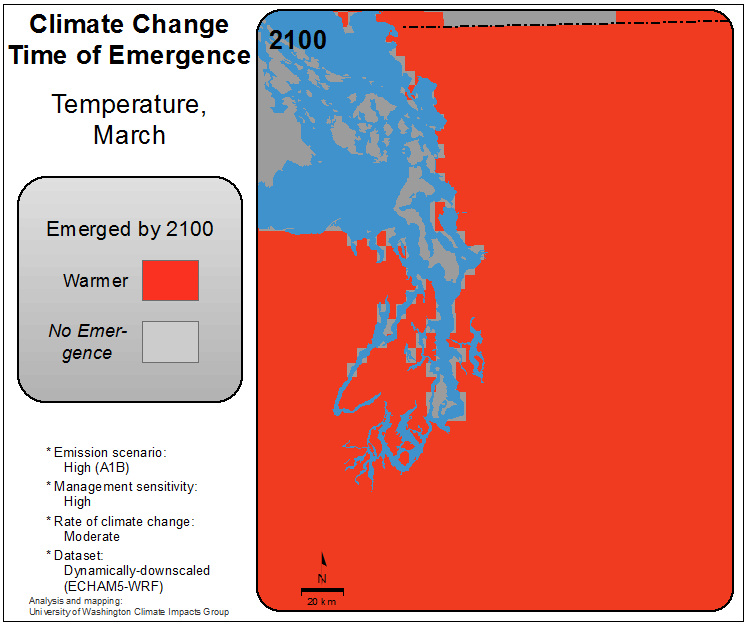 Climate Change
Time of Emergence
Temperature,
March
Emerged by 2100
Warmer
No Emer-
gence
* Emission scenario:
High (A1B)
* Management sensitivity:
High
* Rate of climate change:
Moderate
* Dataset:
Dynamically-downscaled
(ECHAM5-WRF)
Analysis and mapping:
University of Washington Climate Impacts Group
2100
N
20 km